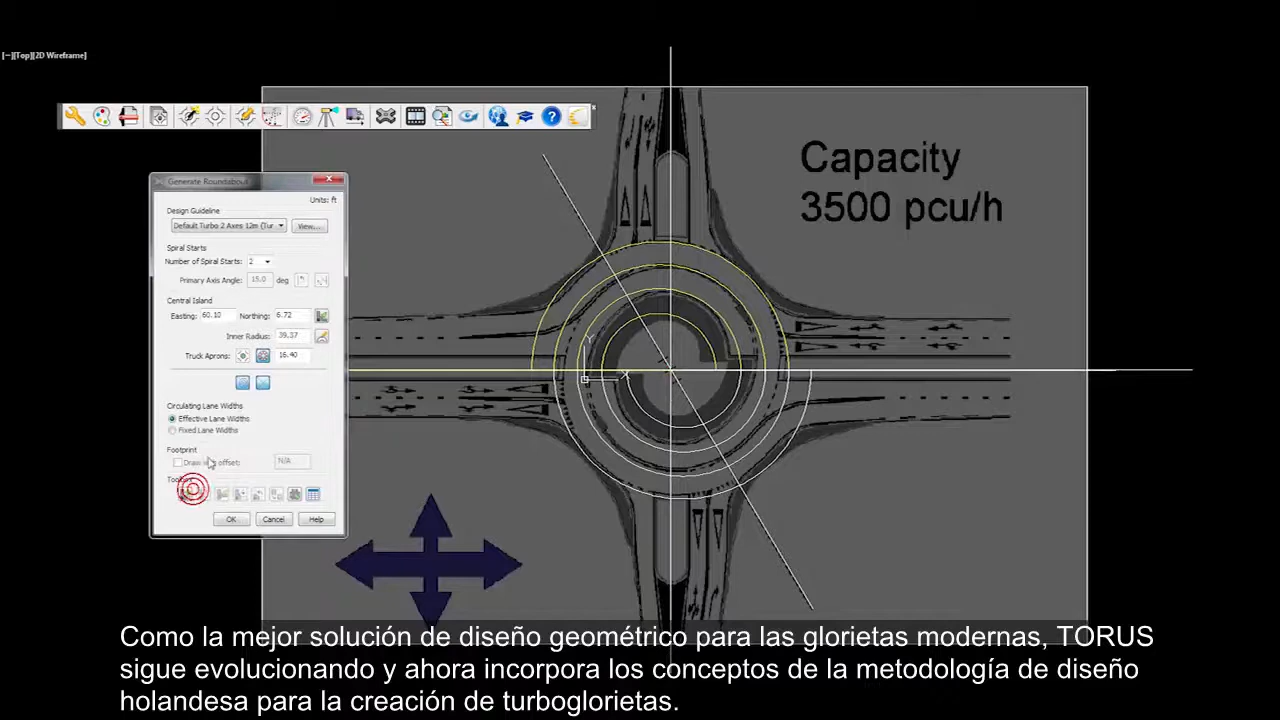 [−][Top][2D Wireframe]
Generate Roundabout
Units: ft
Design Guideline
Default Turbo 2 Axes 12m (Tur
View...
Spiral Starts
Number of Spiral Starts: 2
Primary Axis Angle: 15.0 deg
Central Island
Easting: 60.10 Northing: 6.72
Inner Radius: 39.37
Truck Aprons: 16.40
Circulating Lane Widths
Effective Lane Widths
Fixed Lane Widths
Footprint
offset: N/A
OK Cancel Help
Capacity
3500 pcu/h
Y
X
Como la mejor solución de diseño geométrico para las glorietas modernas, TORUS
sigue evolucionando y ahora incorpora los conceptos de la metodología de diseño
holandesa para la creación de turboglorietas.